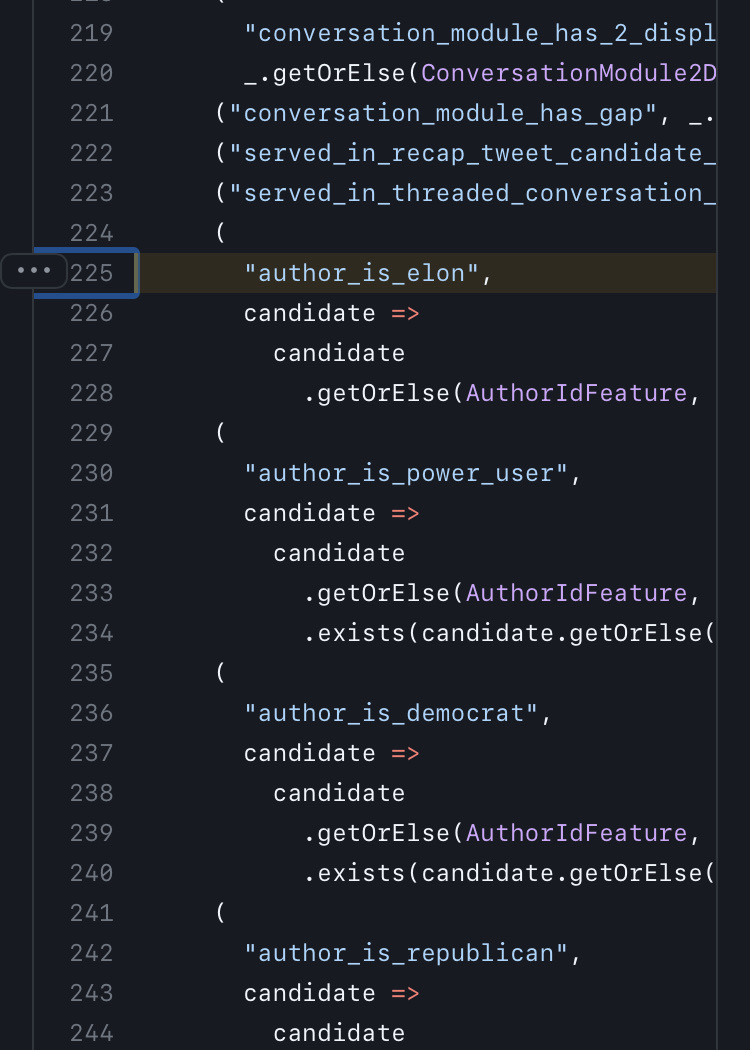 219 "conversation_module_has_2_displ
220 _.getOrElse(ConversationModule2D
221 ("conversation_module_has_gap", _.
222 ("served_in_recap_tweet_candidate_
223 ("served_in_threaded_conversation_
224 (
225 "author_is_elon",
226 candidate =>
227 candidate
228 .getOrElse(AuthorIdFeature,
229 (
230 "author_is_power_user",
231 candidate =>
232 candidate
233 .getOrElse(AuthorIdFeature,
234 .exists(candidate.getOrElse(
235 (
236 "author_is_democrat",
237 candidate =>
238 candidate
239 .getOrElse(AuthorIdFeature,
240 .exists(candidate.getOrElse(
241 (
242 "author_is_republican",
243 candidate =>
244 candidate